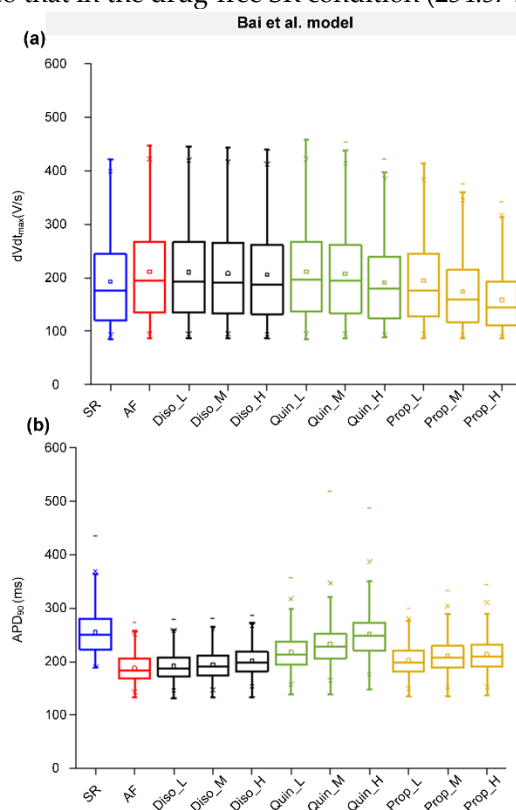 Bai et al. model
(a)
600
500
400
300
200
100
0
dVdtmax(V/s)
SR
AF
Diso_L
Diso_M
Diso_H
Quin_L
Quin_M
Quin_H
Prop_L
Prop_M
Prop_H
(b)
600
500
400
300
200
100
0
APD90 (ms)
SR
AF
Diso_L
Diso_M
Diso_H
Quin_L
Quin_M
Quin_H
Prop_L
Prop_M
Prop_H